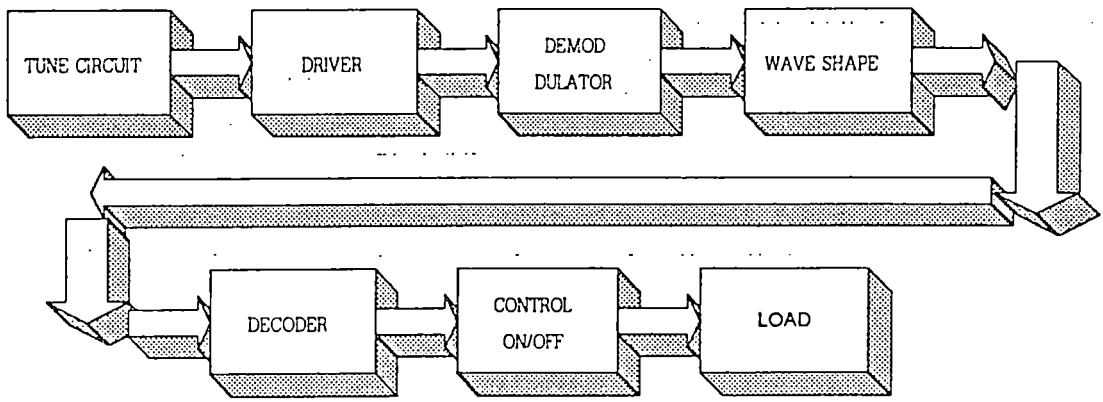 TUNE CIRCUIT
DRIVER
DEMOD
DULATOR
WAVE SHAPE
DECODER
CONTROL
ON/OFF
LOAD